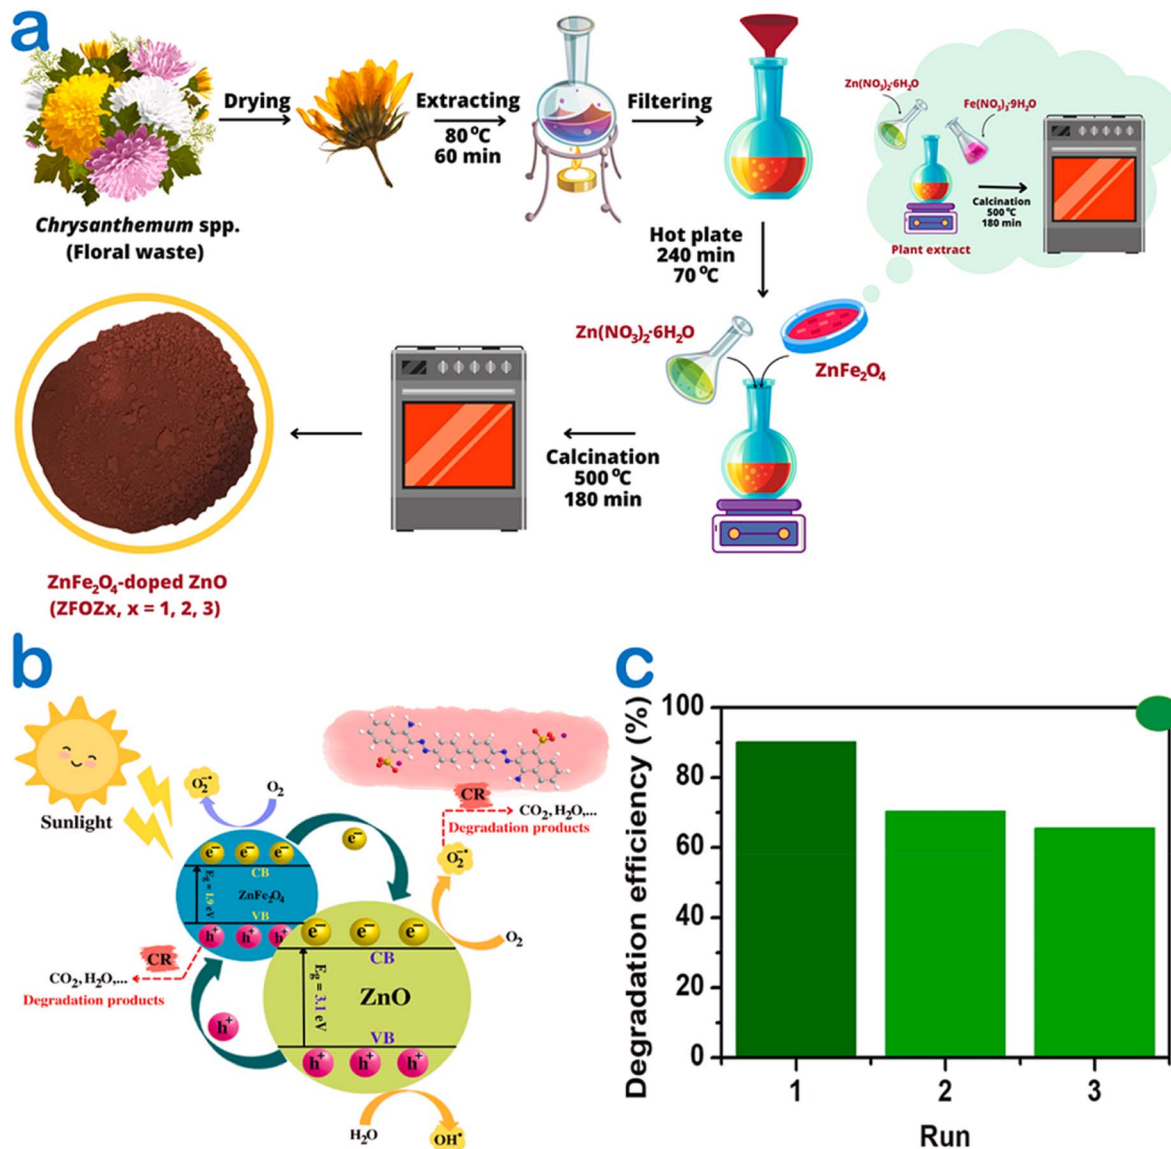 a
Drying
Extracting
80 °C
60 min
Filtering
Chrysanthemum spp.
(Floral waste)
Zn(NO₃)₂·6H₂O
Fe(NO₃)₃·9H₂O
Calcination
500 °C
180 min
Plant extract
Hot plate
240 min
70 °C
Zn(NO₃)₂·6H₂O
ZnFe₂O₄
Calcination
500 °C
180 min
ZnFe₂O₄-doped ZnO
(ZFOZx, x = 1, 2, 3)
b
Sunlight
O₂⁻•
O₂
e⁻ e⁻ e⁻
CB
E_g = 1.9 eV
ZnFe₂O₄
VB
h⁺ h⁺ h⁺
CR
CO₂, H₂O,...
Degradation products
h⁺
e⁻
CR
CO₂, H₂O,...
Degradation products
O₂⁻•
O₂
e⁻ e⁻ e⁻
CB
E_g = 3.1 eV
ZnO
VB
h⁺ h⁺ h⁺
H₂O
OH•
c
Degradation efficiency (%)
100
80
60
40
20
0
1 2 3
Run